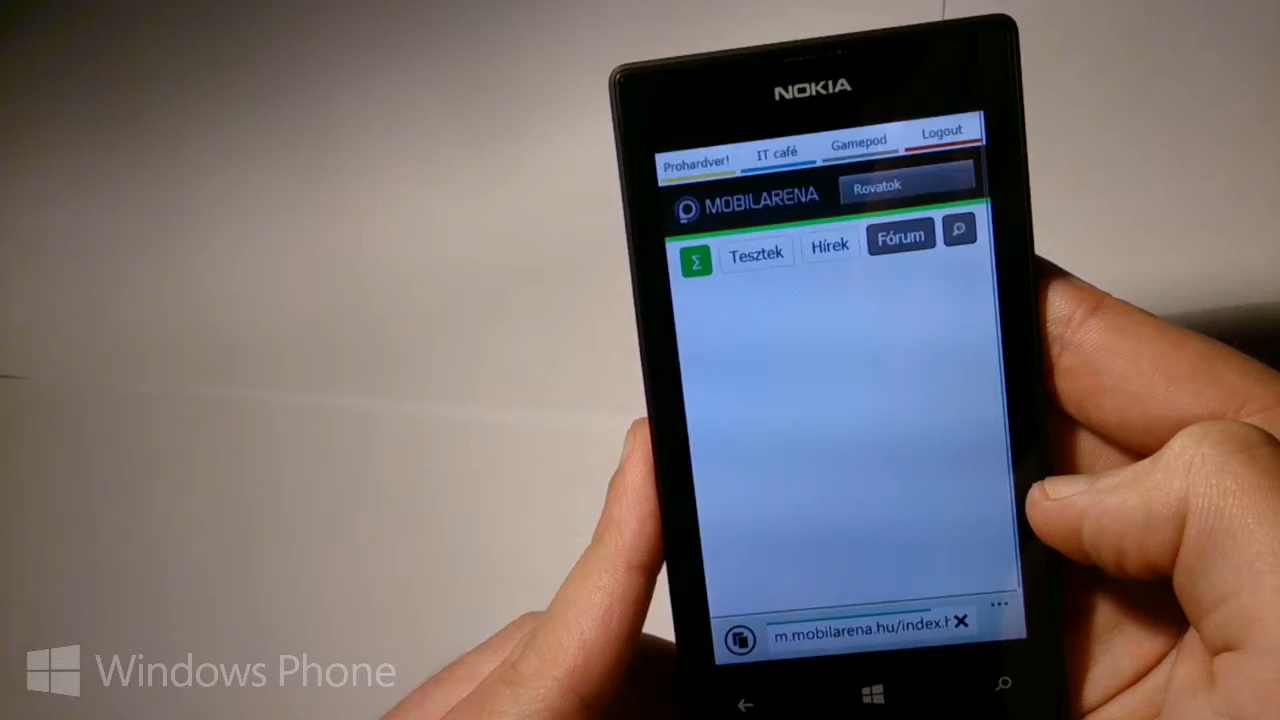 NOKIA
Prohardver! IT café Gamepod Logout
MOBILARENA Rovatok
Σ Tesztek Hírek Fórum
m.mobilarena.hu/index.h
Windows Phone